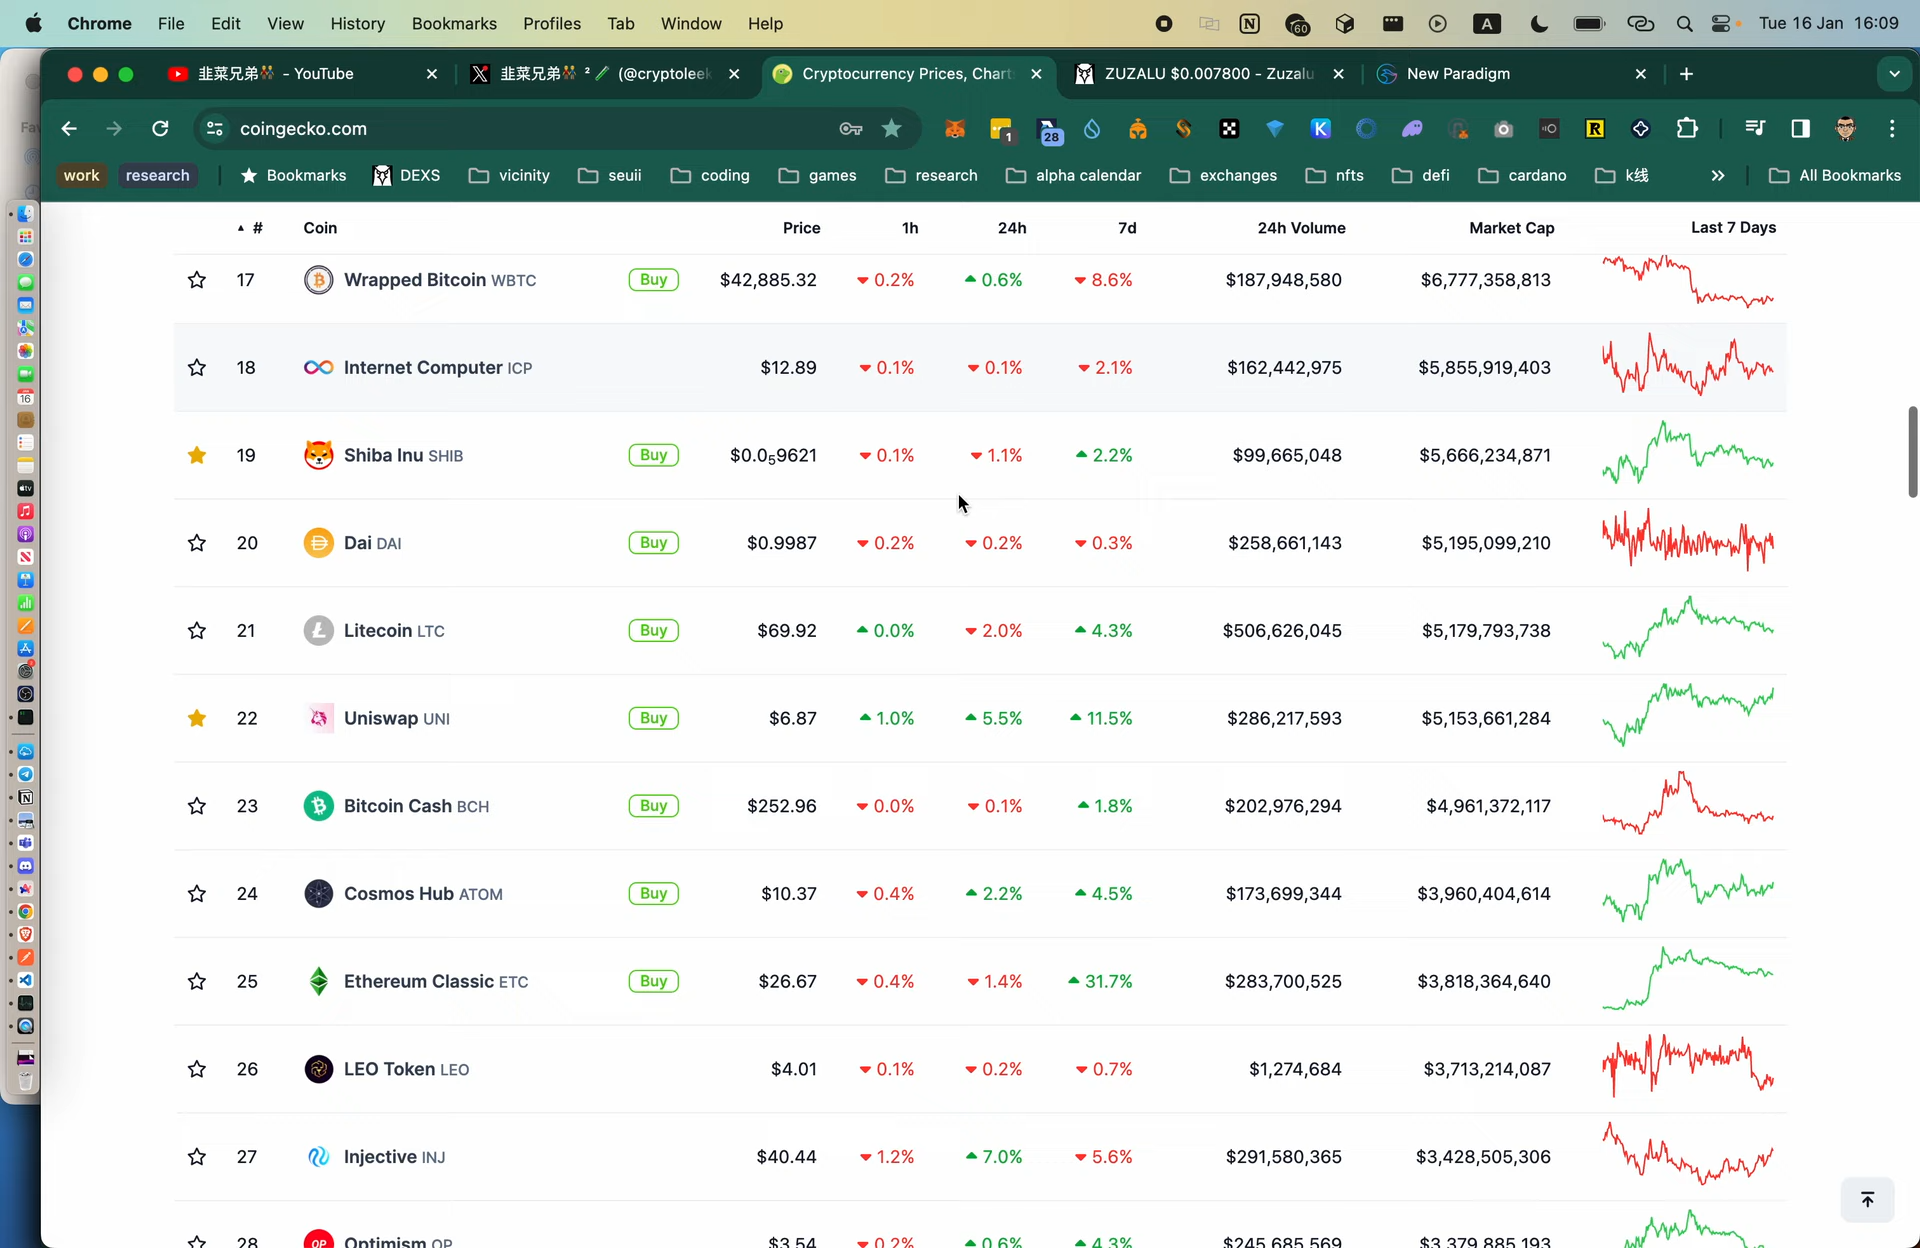 Chrome File Edit View History Bookmarks Profiles Tab Window Help 60 A Tue 16 Jan 16:09
韭菜兄弟👯 - YouTube
韭菜兄弟👯 ² (@cryptoleek
Cryptocurrency Prices, Chart
ZUZALU $0.007800 - Zuzalu
New Paradigm
coingecko.com 1 28
work research Bookmarks DEXS vicinity seuii coding games research alpha calendar exchanges nfts defi cardano k线 » All Bookmarks
# Coin Price 1h 24h 7d 24h Volume Market Cap Last 7 Days
17 Wrapped Bitcoin WBTC Buy $42,885.32 0.2% 0.6% 8.6% $187,948,580 $6,777,358,813
18 Internet Computer ICP $12.89 0.1% 0.1% 2.1% $162,442,975 $5,855,919,403
19 Shiba Inu SHIB Buy $0.0₅9621 0.1% 1.1% 2.2% $99,665,048 $5,666,234,871
20 Dai DAI Buy $0.9987 0.2% 0.2% 0.3% $258,661,143 $5,195,099,210
21 Litecoin LTC Buy $69.92 0.0% 2.0% 4.3% $506,626,045 $5,179,793,738
22 Uniswap UNI Buy $6.87 1.0% 5.5% 11.5% $286,217,593 $5,153,661,284
23 Bitcoin Cash BCH Buy $252.96 0.0% 0.1% 1.8% $202,976,294 $4,961,372,117
24 Cosmos Hub ATOM Buy $10.37 0.4% 2.2% 4.5% $173,699,344 $3,960,404,614
25 Ethereum Classic ETC Buy $26.67 0.4% 1.4% 31.7% $283,700,525 $3,818,364,640
26 LEO Token LEO $4.01 0.1% 0.2% 0.7% $1,274,684 $3,713,214,087
27 Injective INJ $40.44 1.2% 7.0% 5.6% $291,580,365 $3,428,505,306
28 Optimism OP $3.54 0.2% 0.6% 4.3% $245,685,569 $3,379,885,193